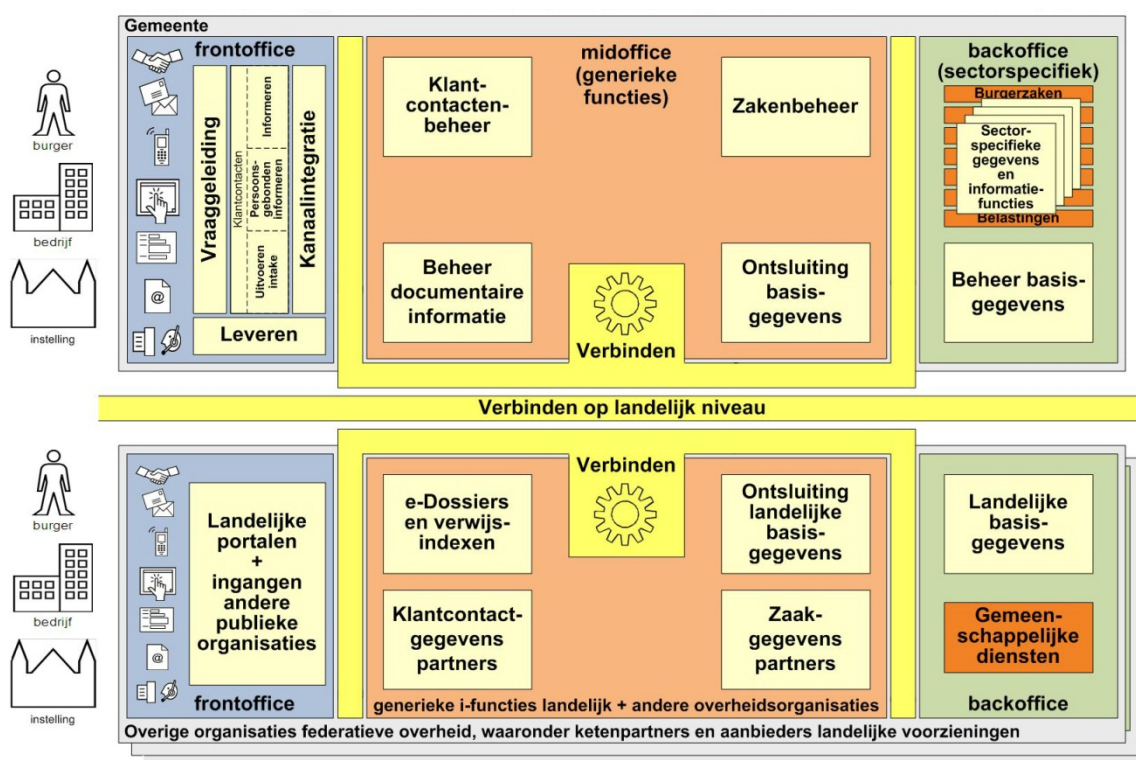 Gemeente
frontoffice
burger
bedrijf
instelling
@
Vraaggeleiding
Klantcontacten
Informeren
Persoons-
gebonden
informeren
Uitvoeren
intake
Kanaalintegratie
Leveren
midoffice
(generieke
functies)
Klant-
contacten-
beheer
Zakenbeheer
Beheer
documentaire
informatie
Ontsluiting
basis-
gegevens
Verbinden
backoffice
(sectorspecifiek)
Burgerzaken
Sector-
specifieke
gegevens
en
informatie-
functies
Belastingen
Beheer basis-
gegevens
Verbinden op landelijk niveau
burger
bedrijf
instelling
@
Landelijke
portalen
+
ingangen
andere
publieke
organisaties
frontoffice
Verbinden
e-Dossiers
en verwijs-
indexen
Ontsluiting
landelijke
basis-
gegevens
Klantcontact-
gegevens
partners
Zaak-
gegevens
partners
generieke i-functies landelijk + andere overheidsorganisaties
Landelijke
basis-
gegevens
Gemeen-
schappelijke
diensten
backoffice
Overige organisaties federatieve overheid, waaronder ketenpartners en aanbieders landelijke voorzieningen